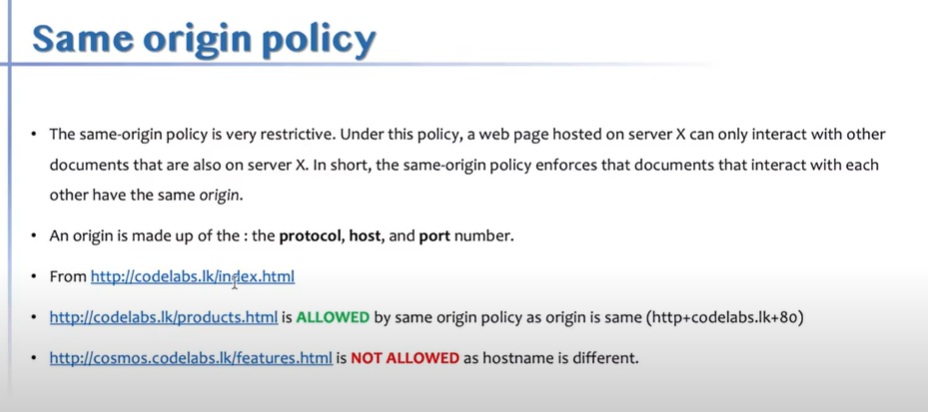 Same origin policy
• The same-origin policy is very restrictive. Under this policy, a web page hosted on server X can only interact with other
documents that are also on server X. In short, the same-origin policy enforces that documents that interact with each
other have the same origin.
• An origin is made up of the : the protocol, host, and port number.
• From http://codelabs.lk/index.html
• http://codelabs.lk/products.html is ALLOWED by same origin policy as origin is same (http+codelabs.lk+80)
• http://cosmos.codelabs.lk/features.html is NOT ALLOWED as hostname is different.